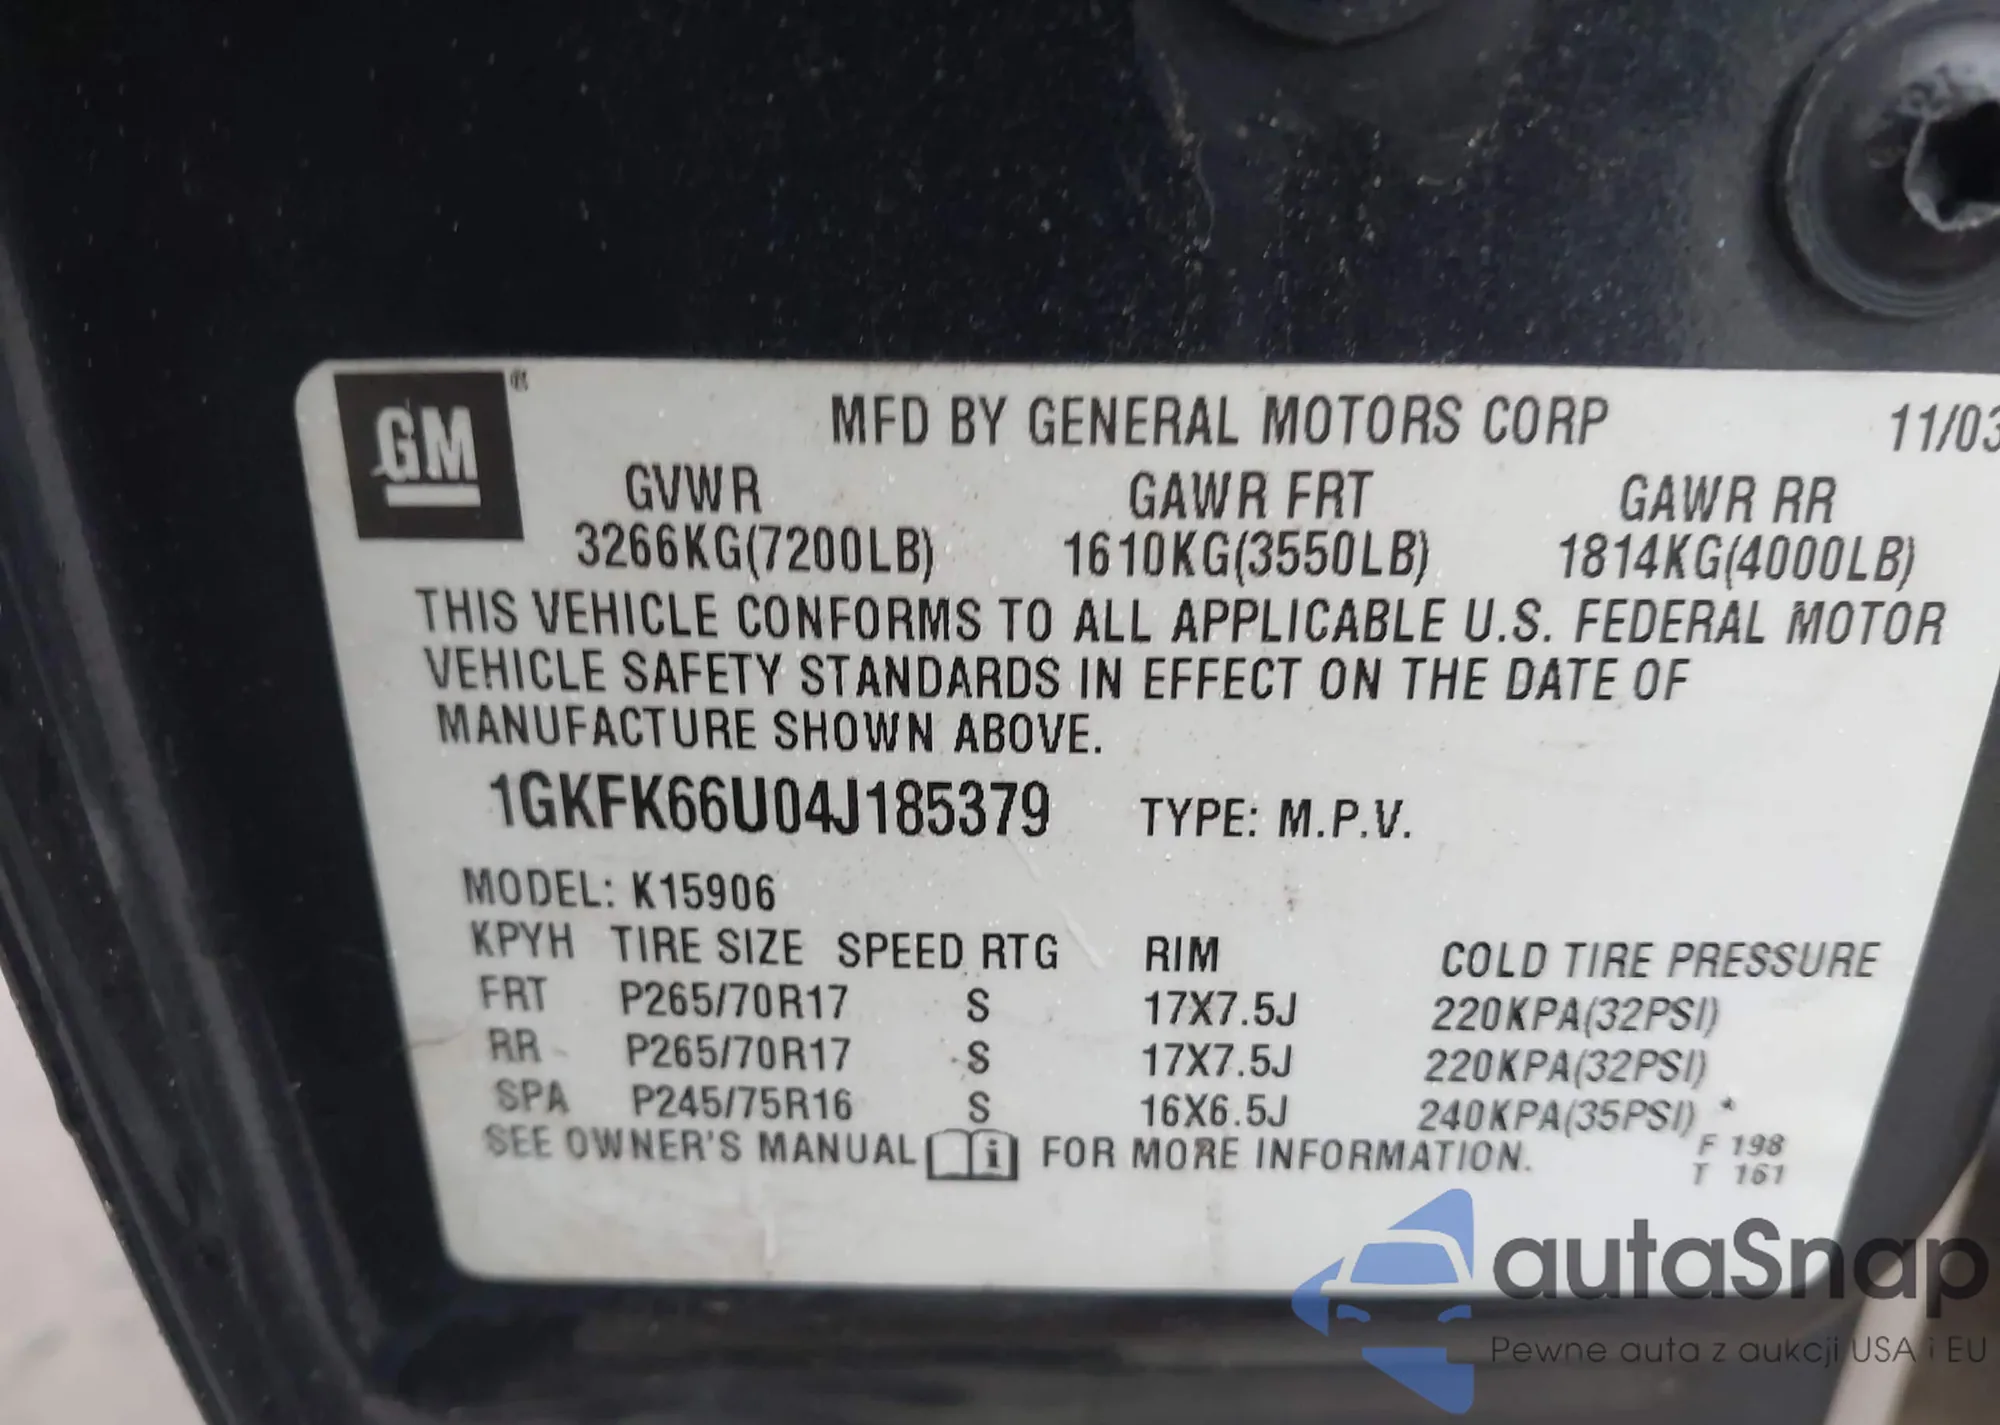 GM ®
MFD BY GENERAL MOTORS CORP 11/03
GVWR GAWR FRT GAWR RR
3266KG(7200LB) 1610KG(3550LB) 1814KG(4000LB)
THIS VEHICLE CONFORMS TO ALL APPLICABLE U.S. FEDERAL MOTOR
VEHICLE SAFETY STANDARDS IN EFFECT ON THE DATE OF
MANUFACTURE SHOWN ABOVE.
1GKFK66U04J185379 TYPE: M.P.V.
MODEL: K15906
KPYH TIRE SIZE SPEED RTG RIM COLD TIRE PRESSURE
FRT P265/70R17 S 17X7.5J 220KPA(32PSI)
RR P265/70R17 S 17X7.5J 220KPA(32PSI)
SPA P245/75R16 S 16X6.5J 240KPA(35PSI) *
SEE OWNER'S MANUAL i FOR MORE INFORMATION.
F 198
T 161
autaSnap
Pewne auta z aukcji USA i EU